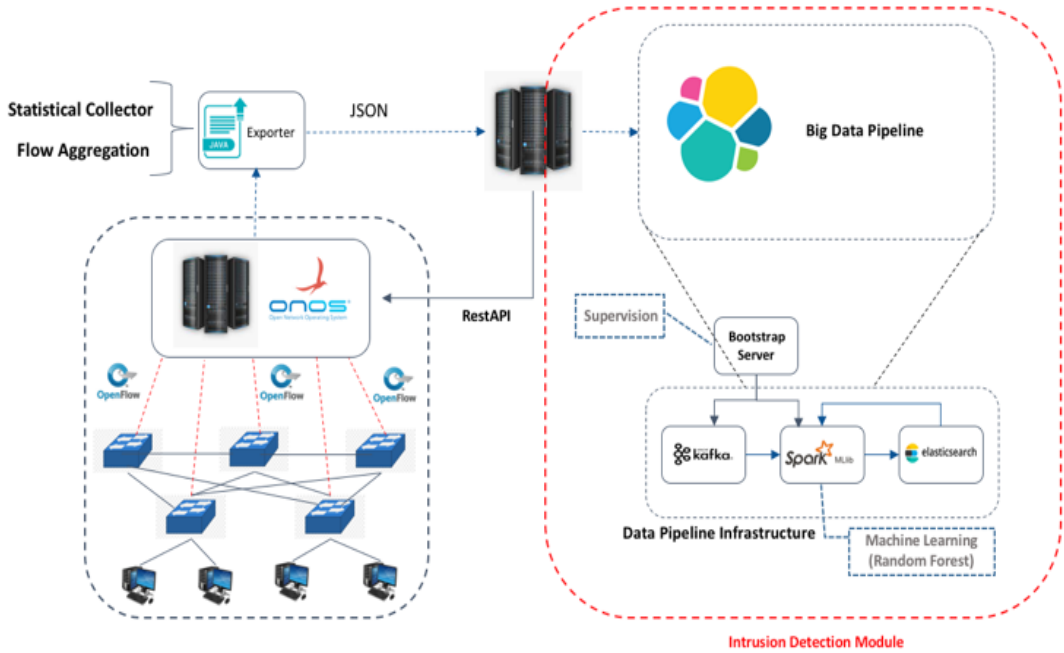 Statistical Collector
Flow Aggregation
JAVA
Exporter
JSON
Big Data Pipeline
onos
Open Network Operating System
RestAPI
Supervision
Bootstrap
Server
OpenFlow
OpenFlow
OpenFlow
kafka
Spark
MLlib
elasticsearch
Data Pipeline Infrastructure
Machine Learning
(Random Forest)
Intrusion Detection Module